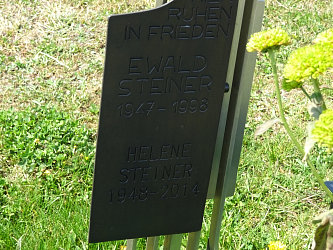 RUHEN
IN FRIEDEN
EWALD
STEINER
1947-1998
HELENE
STEINER
1948-2014